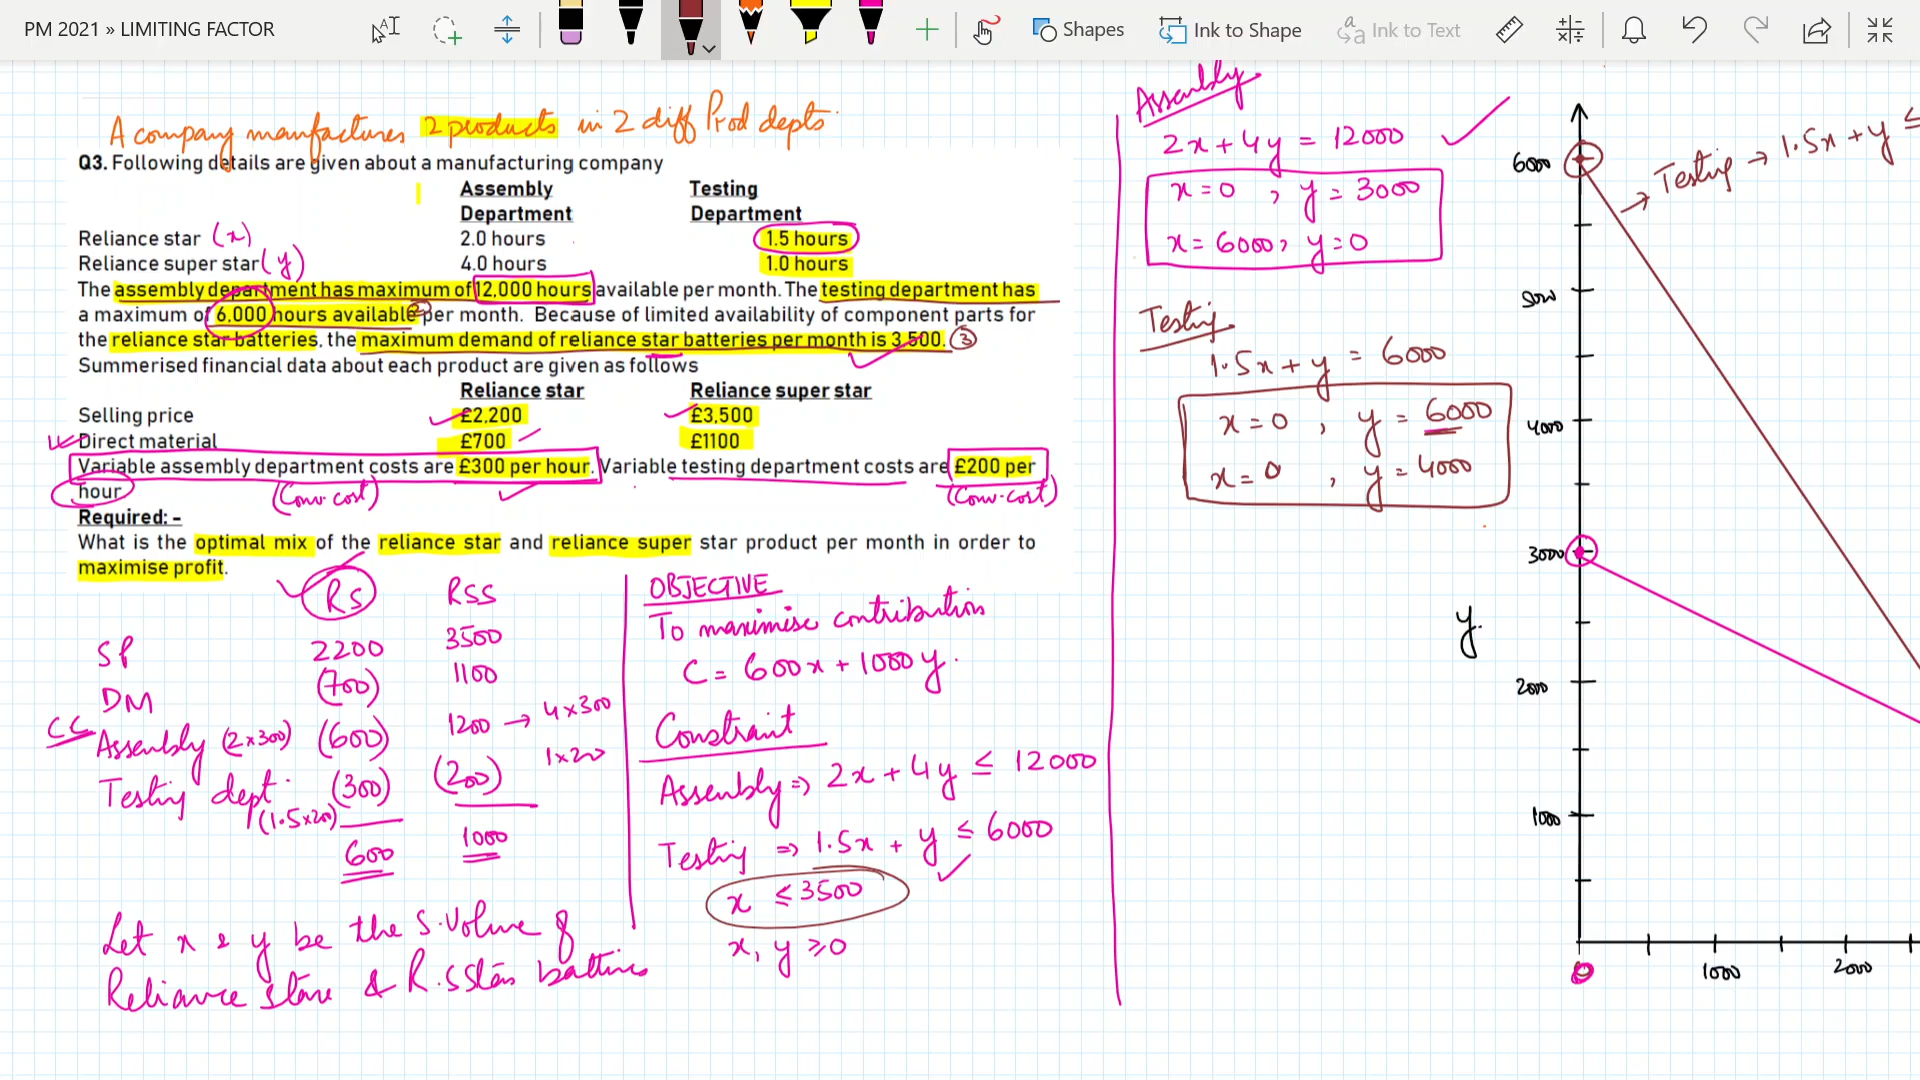 PM 2021 » LIMITING FACTOR
Shapes
Ink to Shape
Ink to Text
A company manfactures 2 products in 2 diff Prod depts.
Q3. Following details are given about a manufacturing company
Assembly Department Testing Department
Reliance star (x) 2.0 hours 1.5 hours
Reliance super star (y) 4.0 hours 1.0 hours
The assembly department has maximum of 12,000 hours available per month. The testing department has
a maximum of 6,000 hours available ② per month. Because of limited availability of component parts for
the reliance star batteries, the maximum demand of reliance star batteries per month is 3,500. ③
Summerised financial data about each product are given as follows
Reliance star Reliance super star
Selling price £2,200 £3,500
Direct material £700 £1100
Variable assembly department costs are £300 per hour. Variable testing department costs are £200 per
hour (Conv cost) (Conv-cost)
Required: -
What is the optimal mix of the reliance star and reliance super star product per month in order to
maximise profit.
RS RSS
SP 2200 3500
DM (700) 1100
CC Assembly (2x300) (600) 1200 → 4x300
Testing dept. (300) (200) 1x200
(1.5x200)
600 1000
Let x & y be the S.Volume of
Reliance stare & R.sstar batteries
OBJECTIVE
To maximise contribution
C = 600x + 1000y.
Constraint
Assembly ⇒ 2x + 4y ≤ 12000
Testing ⇒ 1.5x + y ≤ 6000
x ≤ 3500
x, y ≥ 0
Assembly
2x + 4y = 12000
x = 0 , y = 3000
x = 6000, y = 0
Testing
1.5x + y = 6000
x = 0 , y = 6000
x = 0 , y = 4000
→ Testing → 1.5x + y ≤
6000
5000
4000
3000
y.
2000
1000
0 1000 2000